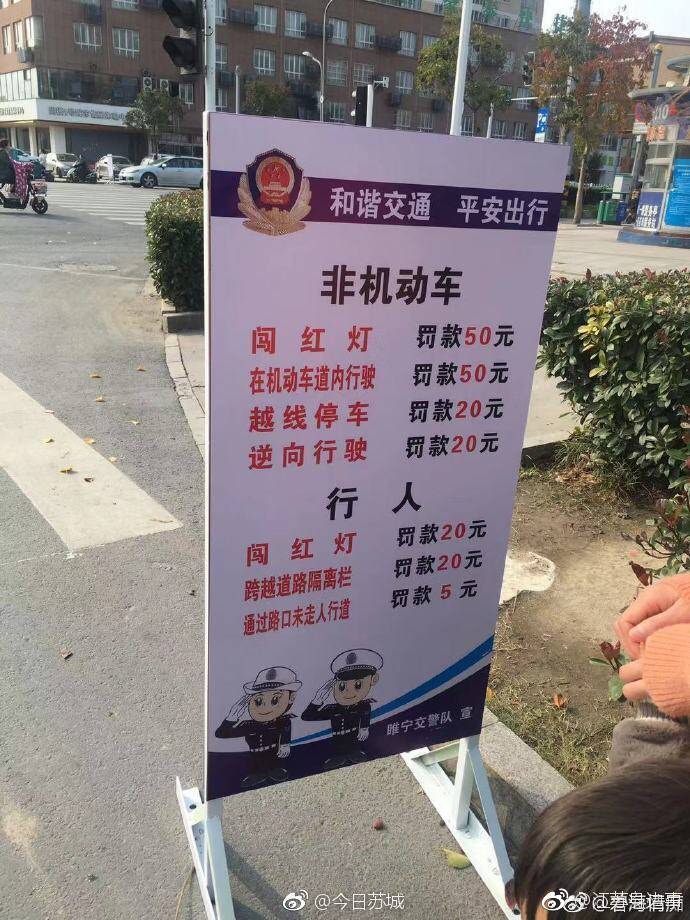 和谐交通 平安出行
非机动车
闯红灯 罚款50元
在机动车道内行驶 罚款50元
越线停车 罚款20元
逆向行驶 罚款20元
行人
闯红灯 罚款20元
跨越道路隔离栏 罚款20元
通过路口未走人行道 罚款5元
睢宁交警队 宣
@今日苏城